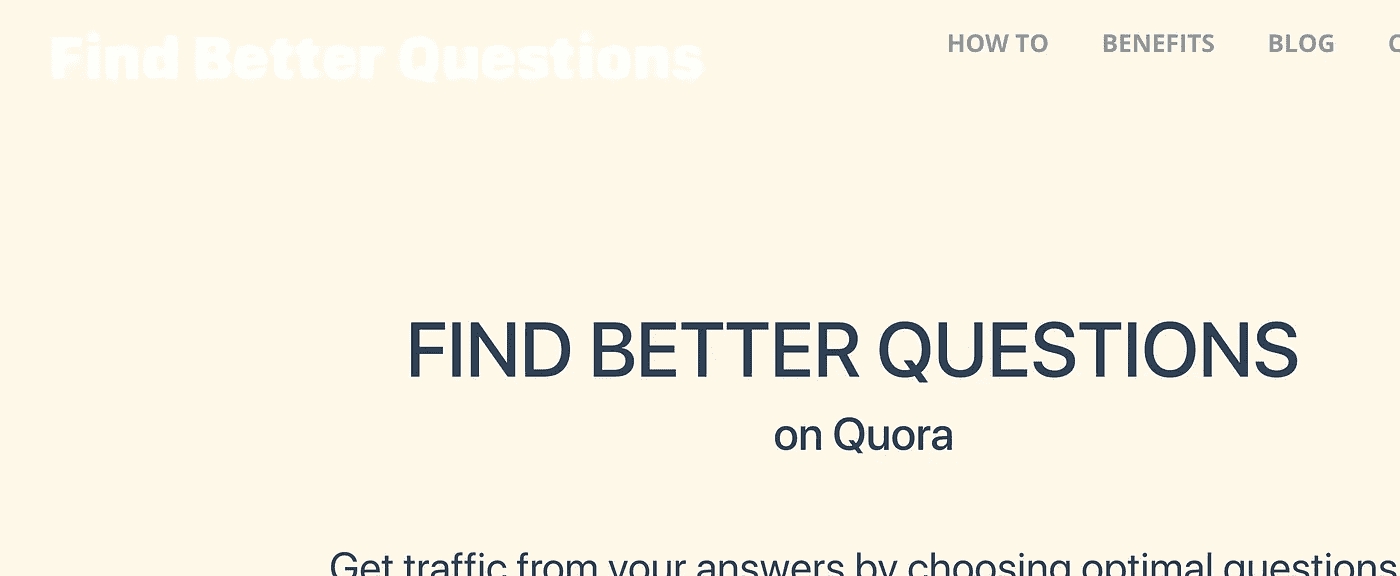 Find Better Questions
HOW TO BENEFITS BLOG
FIND BETTER QUESTIONS
on Quora
Get traffic from your answers by choosing optimal questions